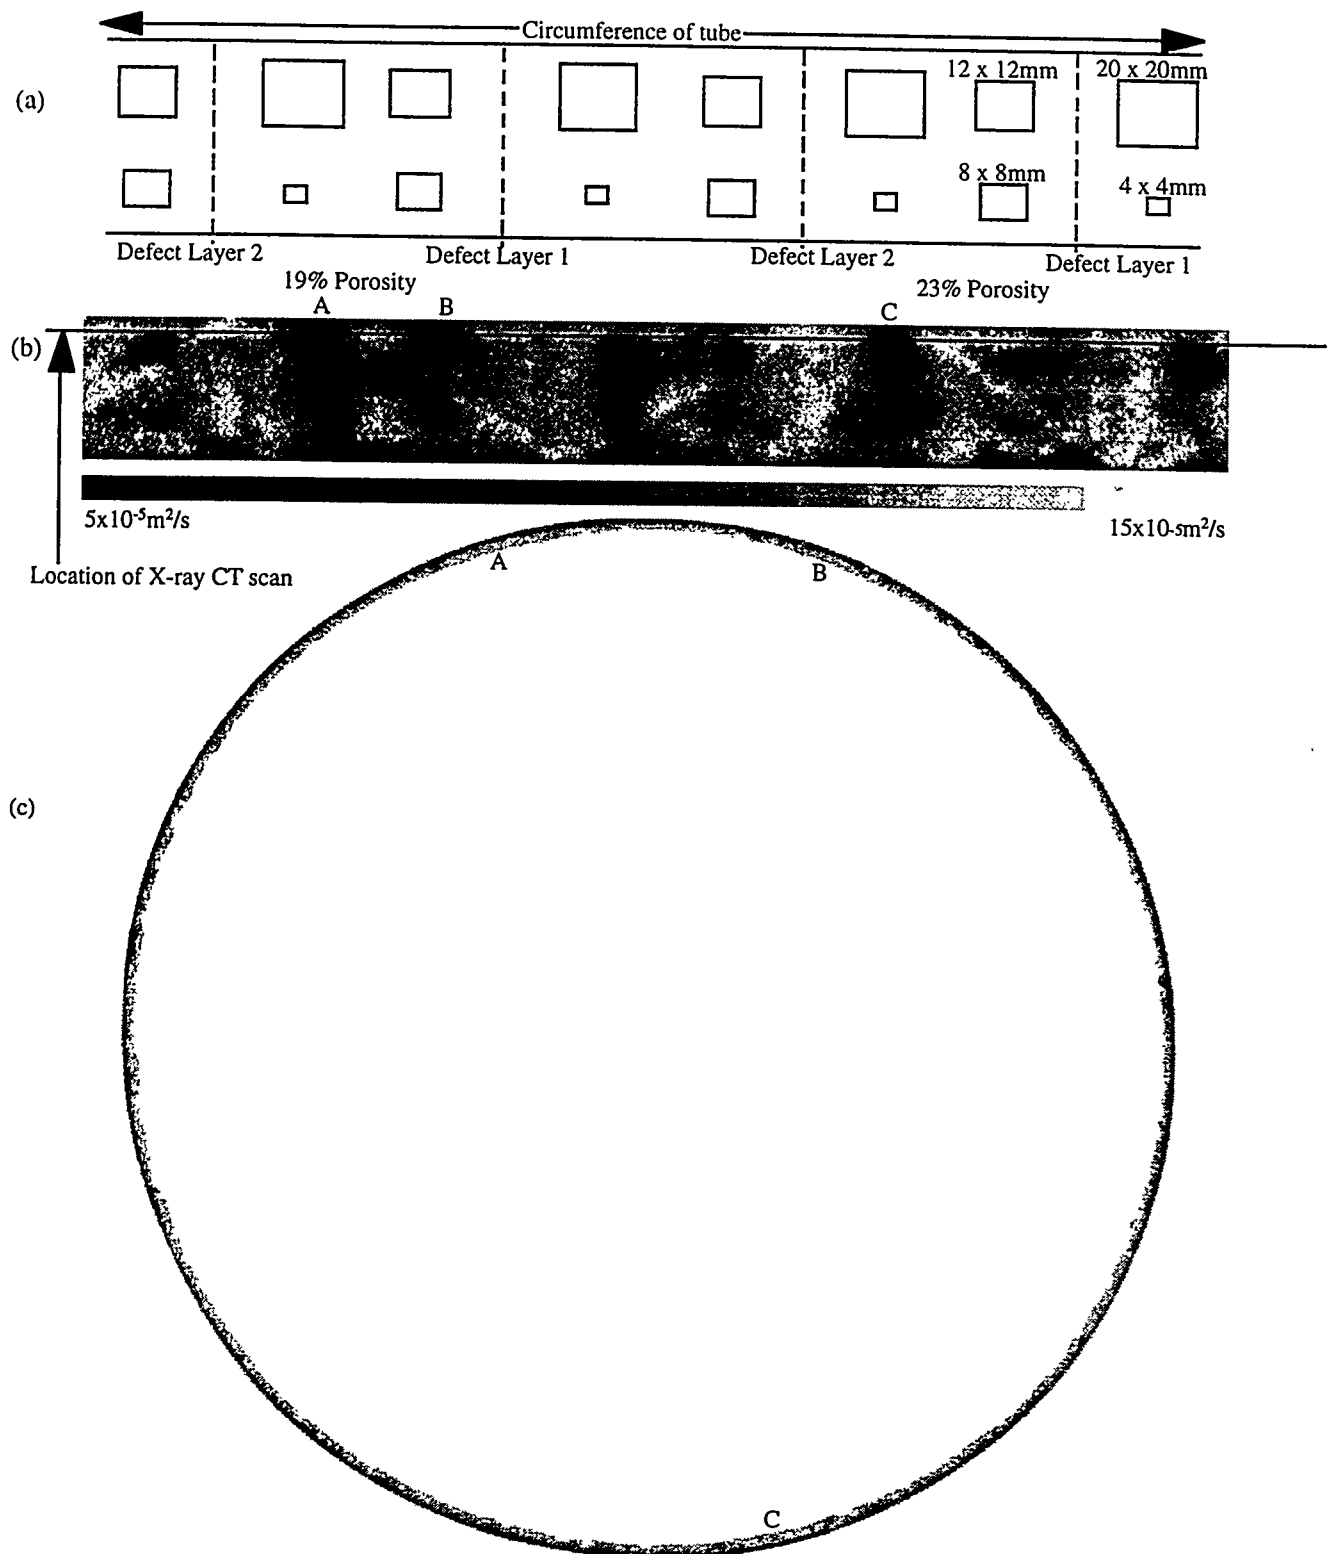 Circumference of tube
(a)
12 x 12mm 20 x 20mm
8 x 8mm 4 x 4mm
Defect Layer 2 Defect Layer 1 Defect Layer 2 Defect Layer 1
19% Porosity 23% Porosity
A B C
(b)
5x10-5m2/s 15x10-5m2/s
Location of X-ray CT scan
A B
(c)
C